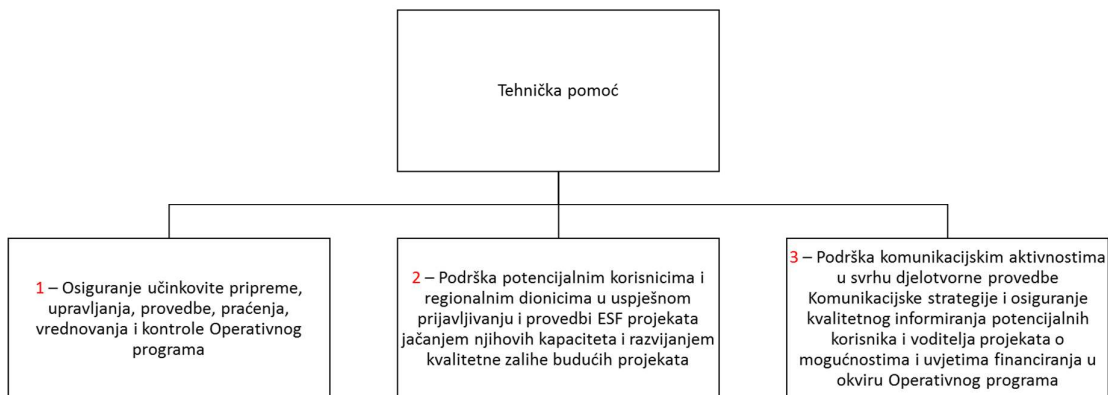 Tehnička pomoć
1 – Osiguranje učinkovite pripreme,
upravljanja, provedbe, praćenja,
vrednovanja i kontrole Operativnog
programa
2 – Podrška potencijalnim korisnicima i
regionalnim dionicima u uspješnom
prijavljivanju i provedbi ESF projekata
jačanjem njihovih kapaciteta i razvijanjem
kvalitetne zalihe budućih projekata
3 – Podrška komunikacijskim aktivnostima
u svrhu djelotvorne provedbe
Komunikacijske strategije i osiguranje
kvalitetnog informiranja potencijalnih
korisnika i voditelja projekata o
mogućnostima i uvjetima financiranja u
okviru Operativnog programa